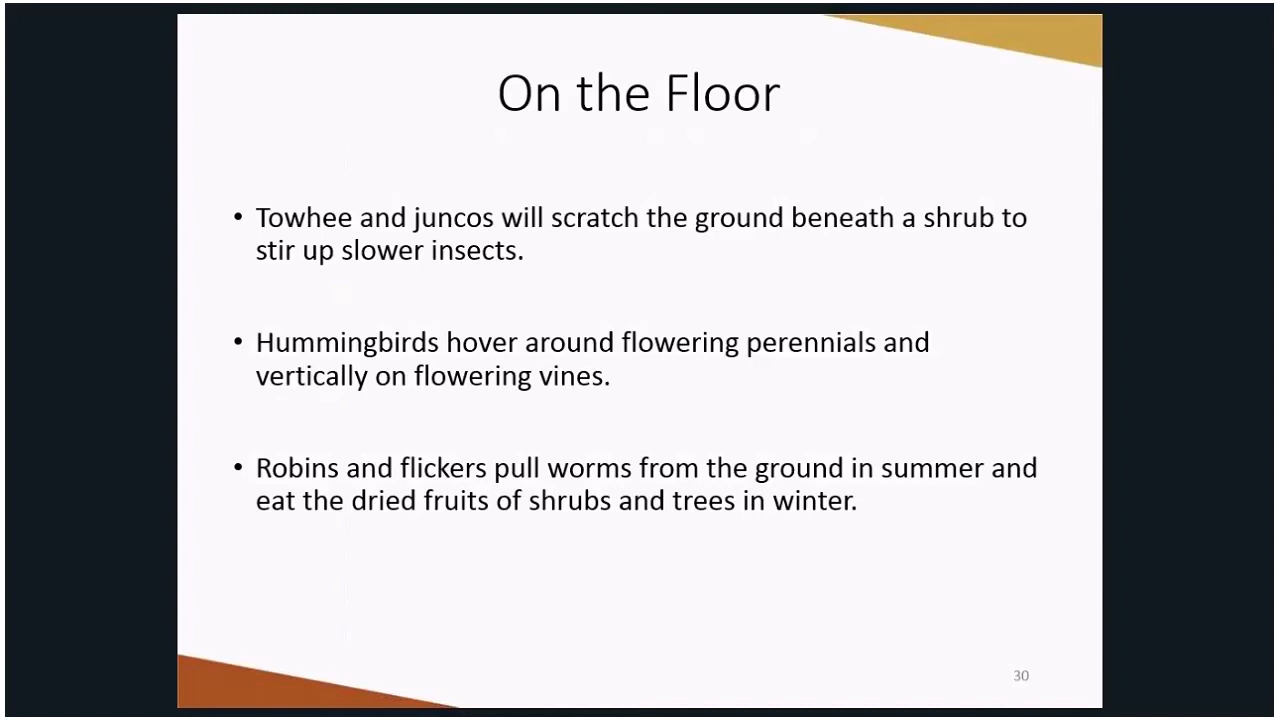 On the Floor
• Towhee and juncos will scratch the ground beneath a shrub to
stir up slower insects.
• Hummingbirds hover around flowering perennials and
vertically on flowering vines.
• Robins and flickers pull worms from the ground in summer and
eat the dried fruits of shrubs and trees in winter.
30